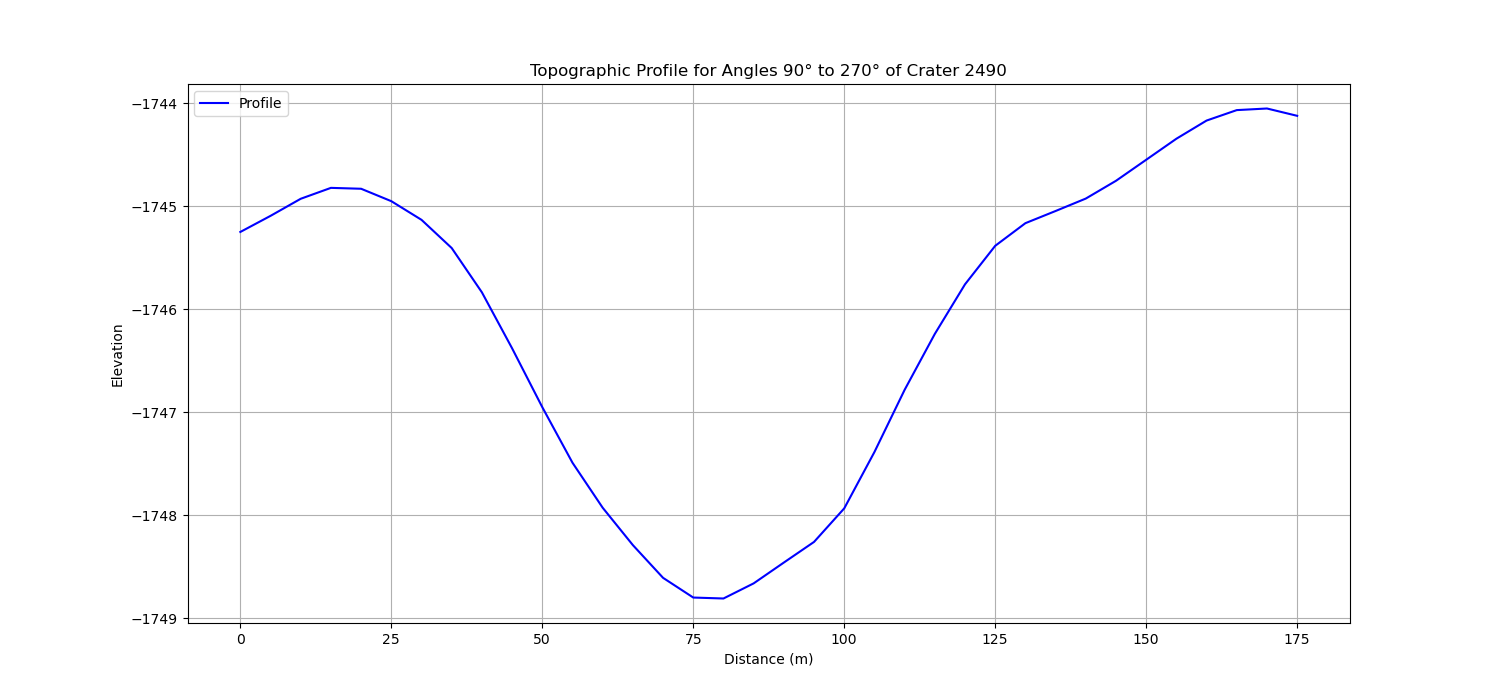 Topographic Profile for Angles 90° to 270° of Crater 2490
Profile
Elevation
−1744
−1745
−1746
−1747
−1748
−1749
0 25 50 75 100 125 150 175
Distance (m)